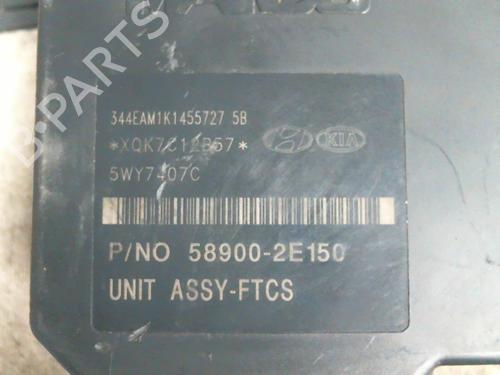 344EAM1K1455727 5B
*XQK7C12B57*
KIA
5WY7407C
P/NO 58900-2E150
UNIT ASSY-FTCS
B-PARTS